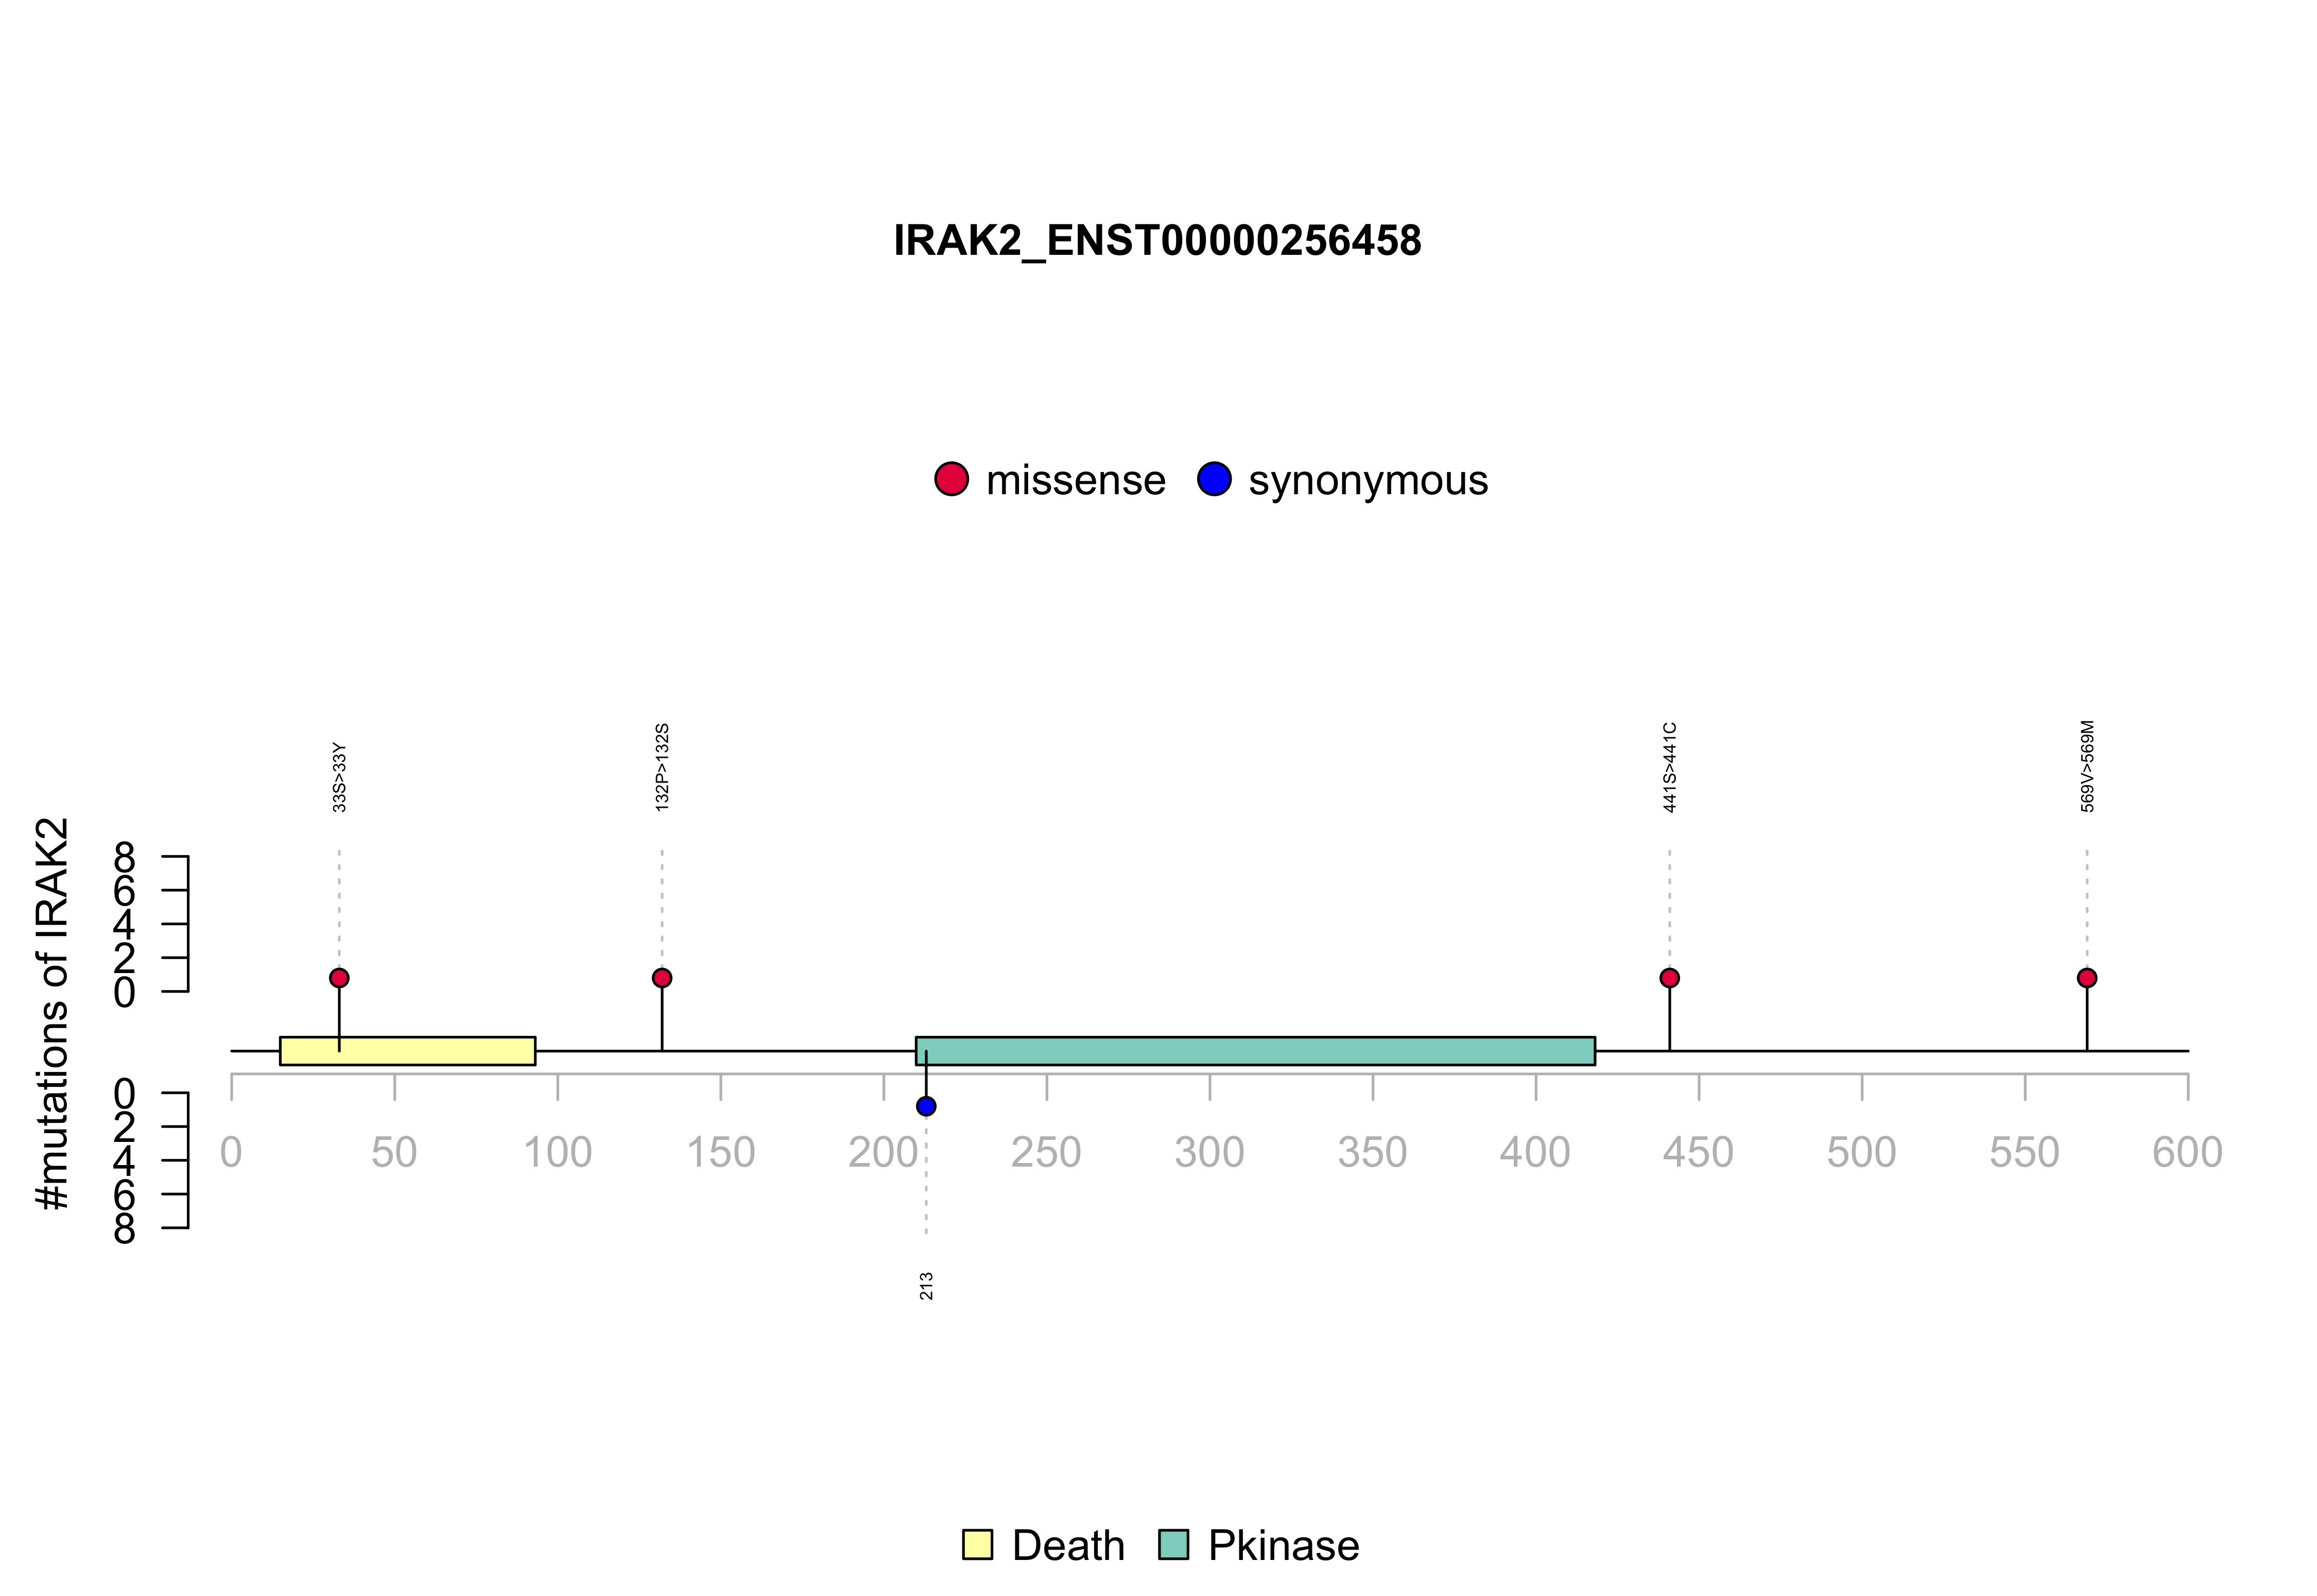 IRAK2_ENST00000256458
missense synonymous
33S>33Y 132P>132S 441S>441C 569V>569M
#mutations of IRAK2
8
6
4
2
0
0
2
4
6
8
0 50 100 150 200 250 300 350 400 450 500 550 600
213
Death Pkinase